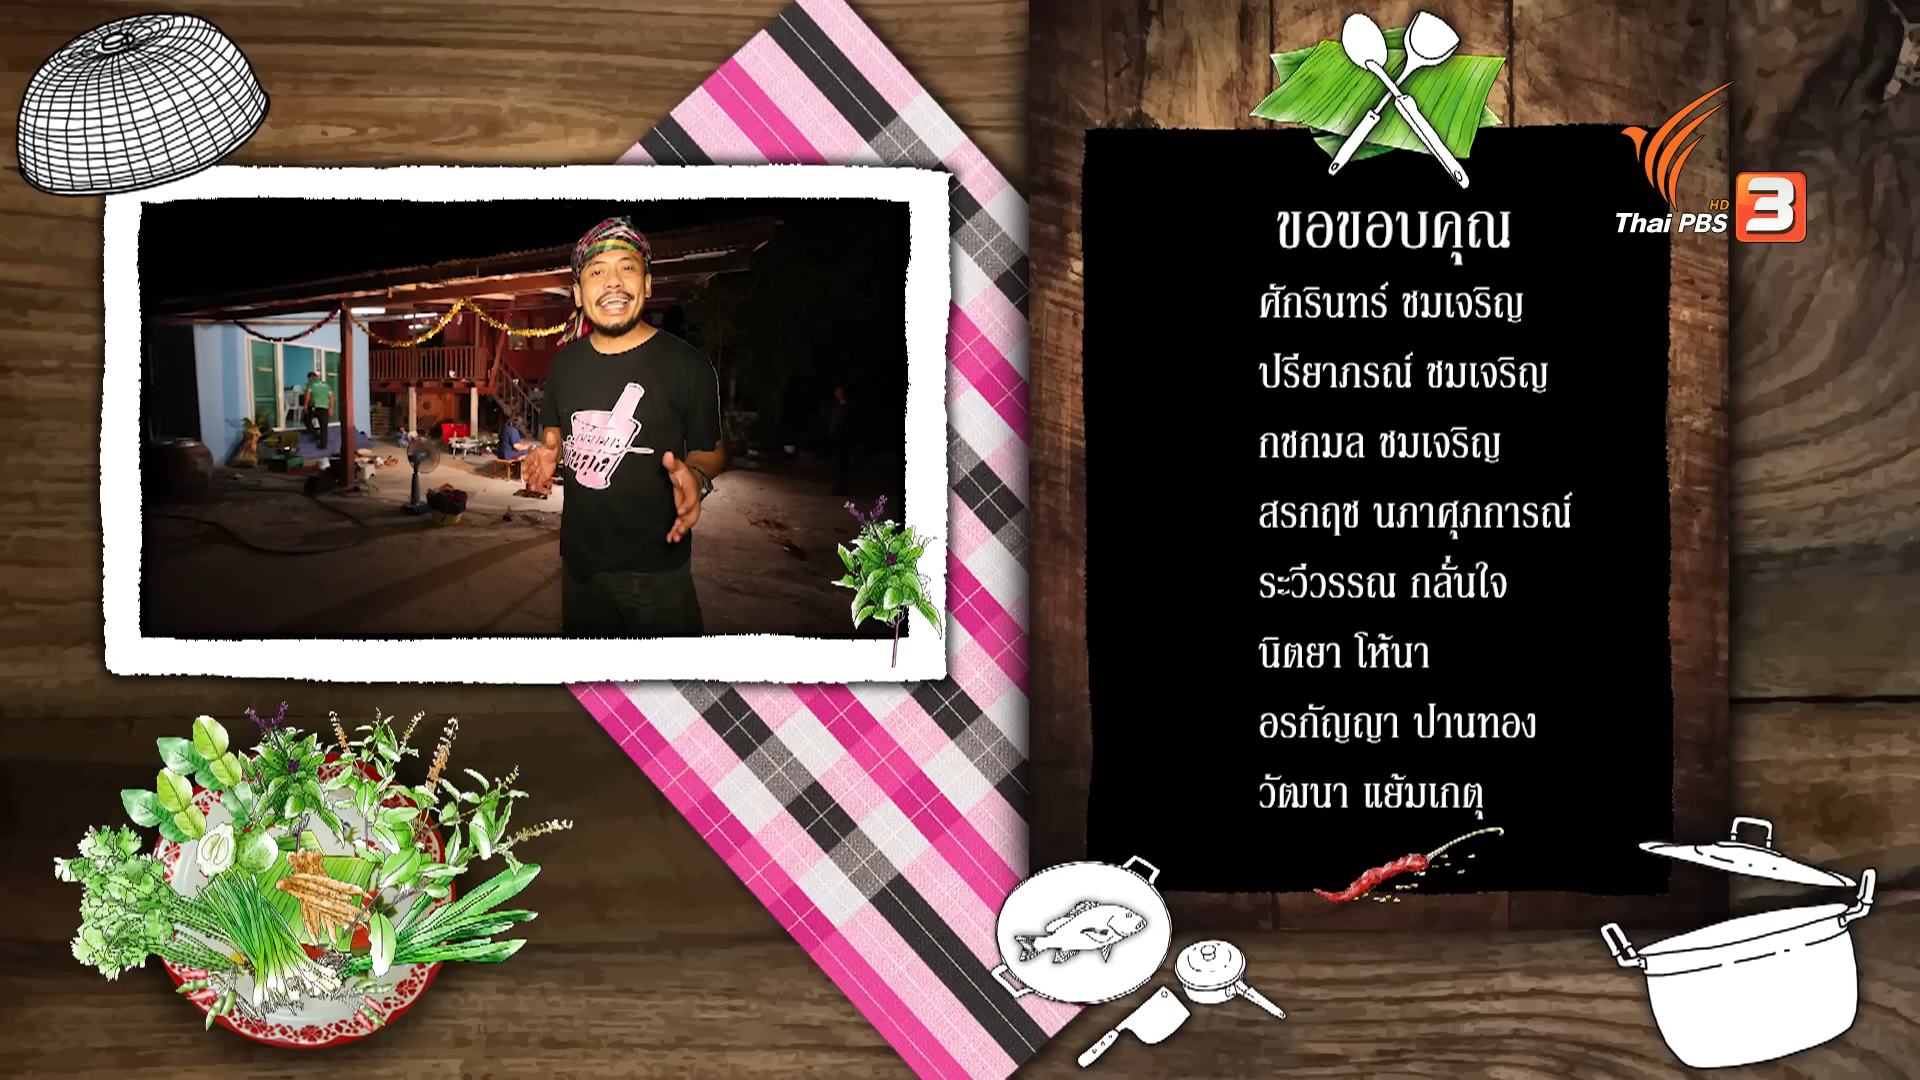 ขอขอบคุณ
ศักรินทร์ ชมเจริญ
ปรียาภรณ์ ชมเจริญ
กชกมล ชมเจริญ
สรกฤช นภาศุภการณ์
ระวีวรรณ กลั่นใจ
นิตยา โห้นา
อรกัญญา ปานทอง
วัฒนา แย้มเกตุ
HD
Thai PBS 3